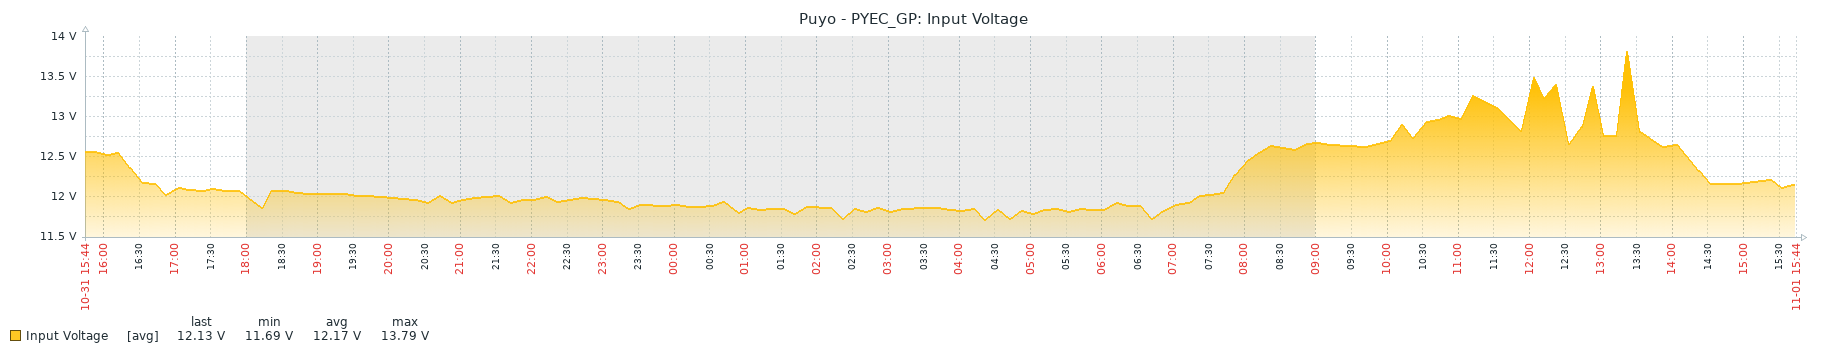 Puyo - PYEC_GP: Input Voltage
14 V
13.5 V
13 V
12.5 V
12 V
11.5 V
10-31 15:44 16:00 16:30 17:00 17:30 18:00 18:30 19:00 19:30 20:00 20:30 21:00 21:30 22:00 22:30 23:00 23:30 00:00 00:30 01:00 01:30 02:00 02:30 03:00 03:30 04:00 04:30 05:00 05:30 06:00 06:30 07:00 07:30 08:00 08:30 09:00 09:30 10:00 10:30 11:00 11:30 12:00 12:30 13:00 13:30 14:00 14:30 15:00 15:30 11-01 15:44
last min avg max
Input Voltage [avg] 12.13 V 11.69 V 12.17 V 13.79 V